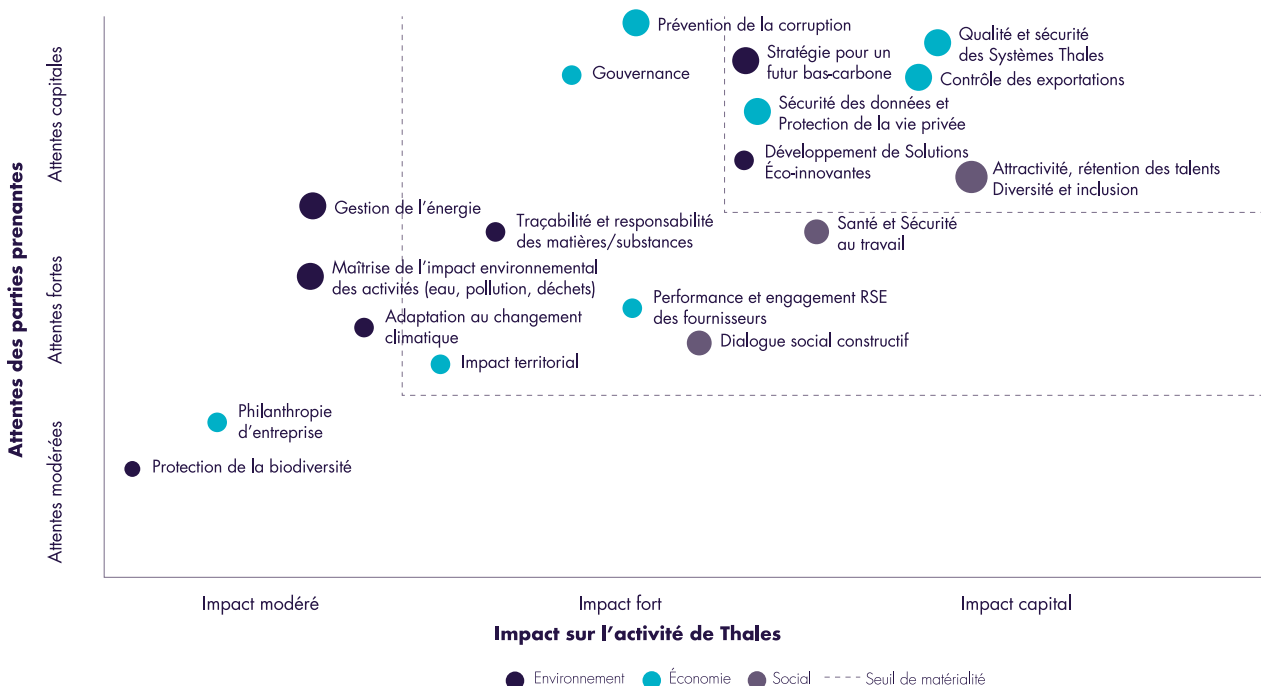 Attentes des parties prenantes
Attentes capitales
Attentes fortes
Attentes modérées
Prévention de la corruption
Gouvernance
Stratégie pour un
futur bas-carbone
Qualité et sécurité
des Systèmes Thales
Contrôle des exportations
Sécurité des données et
Protection de la vie privée
Développement de Solutions
Éco-innovantes
Attractivité, rétention des talents
Diversité et inclusion
Gestion de l'énergie
Traçabilité et responsabilité
des matières/substances
Santé et Sécurité
au travail
Maîtrise de l'impact environnemental
des activités (eau, pollution, déchets)
Adaptation au changement
climatique
Performance et engagement RSE
des fournisseurs
Dialogue social constructif
Impact territorial
Philanthropie
d'entreprise
Protection de la biodiversité
Impact modéré
Impact fort
Impact capital
Impact sur l'activité de Thales
Environnement
Économie
Social
Seuil de matérialité